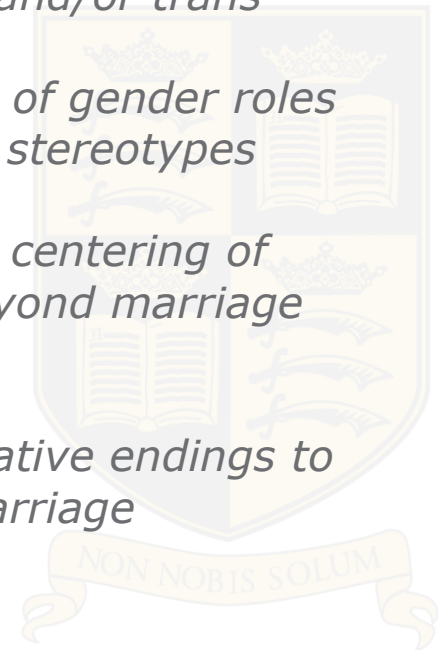 and/or trans
of gender roles
stereotypes
centering of
yond marriage
ative endings to
arriage
NON NOBIS SOLUM